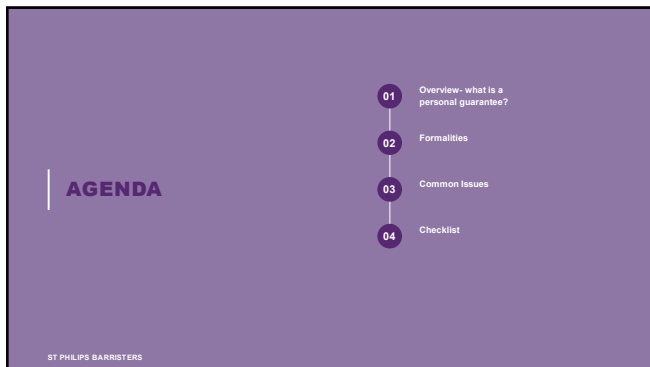 AGENDA
01
Overview- what is a
personal guarantee?
02
Formalities
03
Common Issues
04
Checklist
ST PHILIPS BARRISTERS